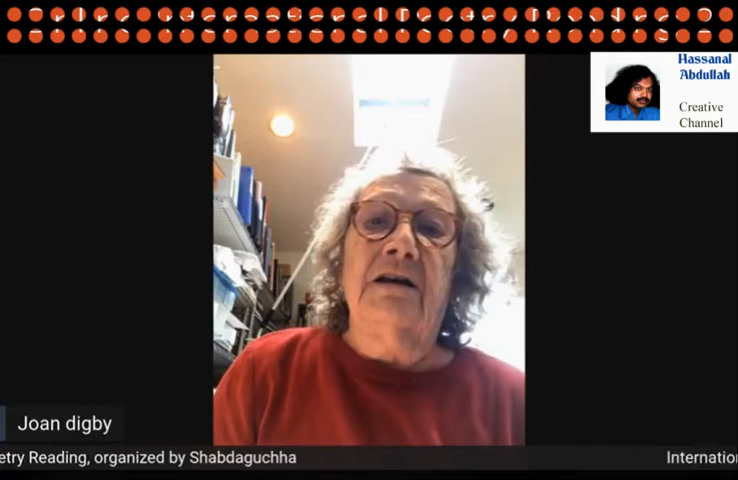 Hassanal
Abdullah
Creative
Channel
Joan digby
etry Reading, organized by Shabdaguchha
Internatio